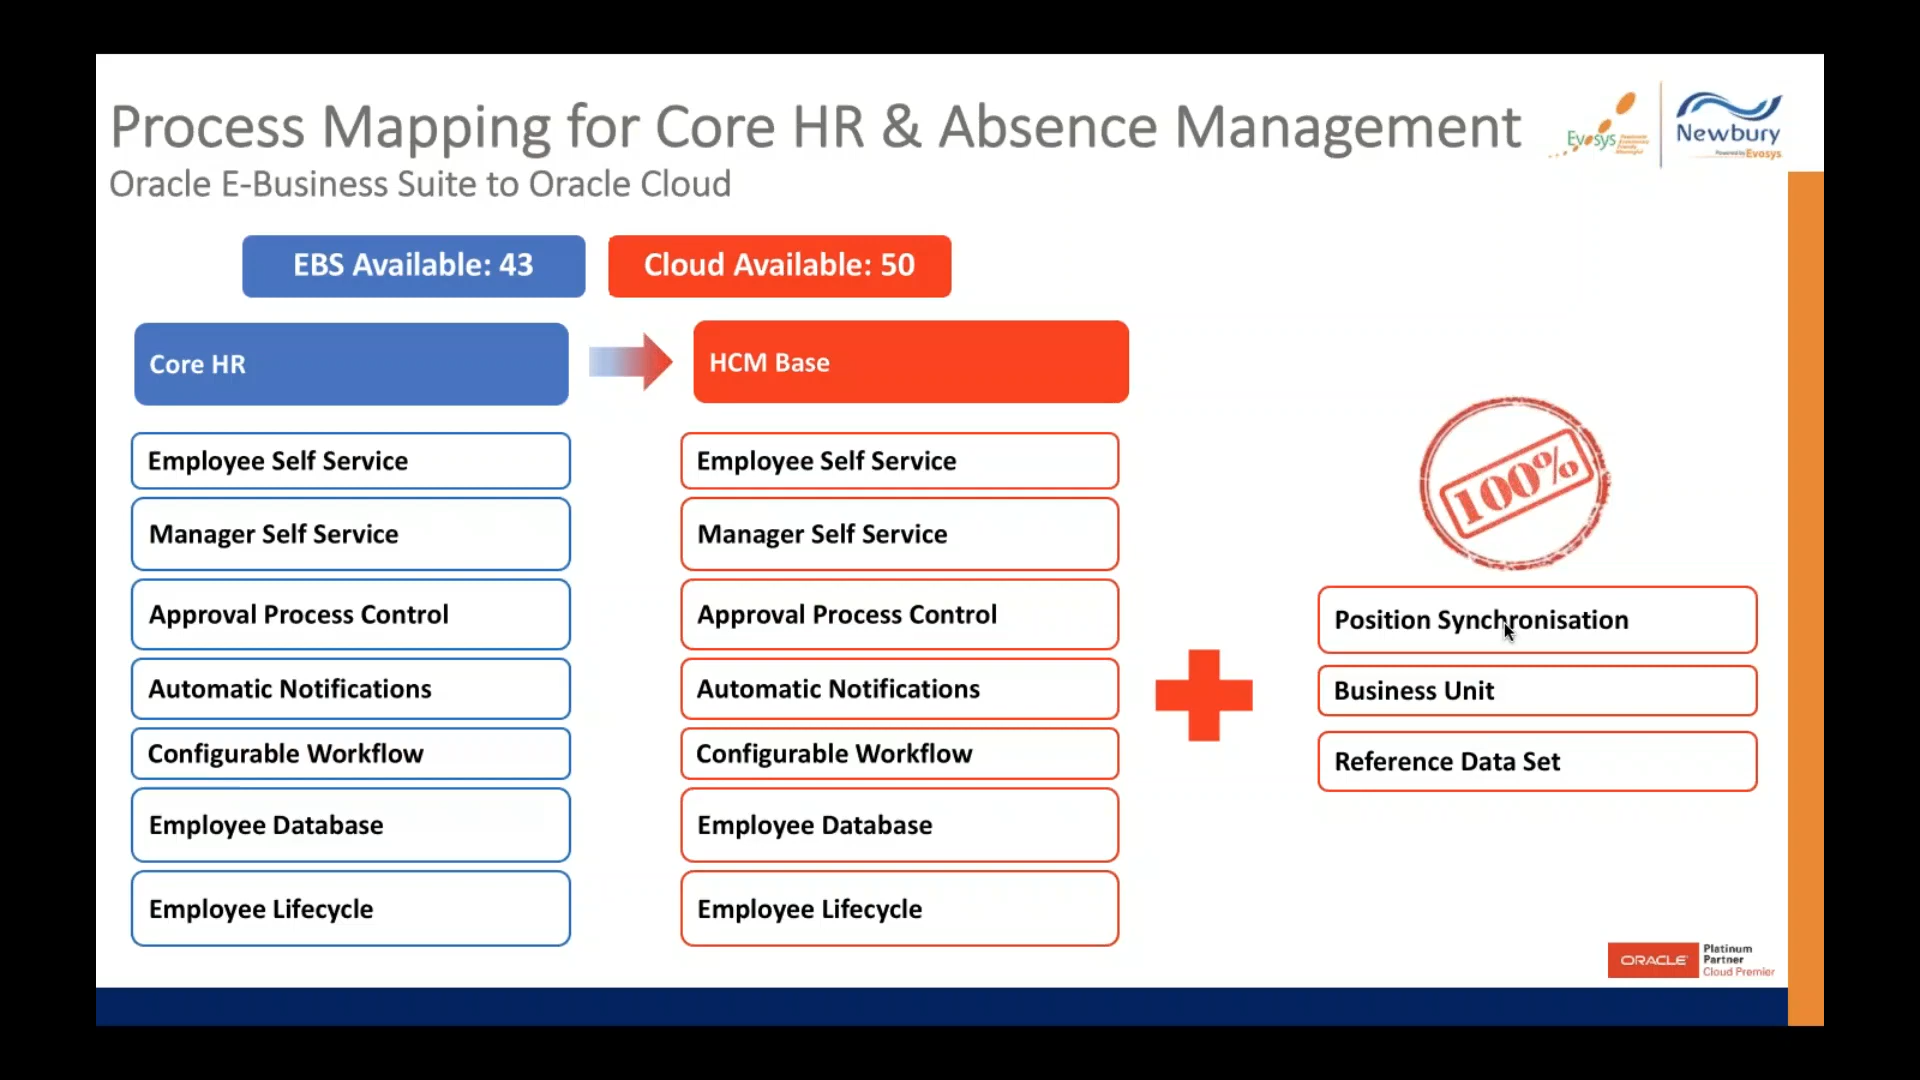 Process Mapping for Core HR & Absence Management
Oracle E-Business Suite to Oracle Cloud
Evosys
Newbury
Powered by Evosys
EBS Available: 43
Cloud Available: 50
Core HR
HCM Base
Employee Self Service
Employee Self Service
Manager Self Service
Manager Self Service
Approval Process Control
Approval Process Control
Automatic Notifications
Automatic Notifications
Configurable Workflow
Configurable Workflow
Employee Database
Employee Database
Employee Lifecycle
Employee Lifecycle
100%
Position Synchronisation
Business Unit
Reference Data Set
ORACLE
Platinum
Partner
Cloud Premier